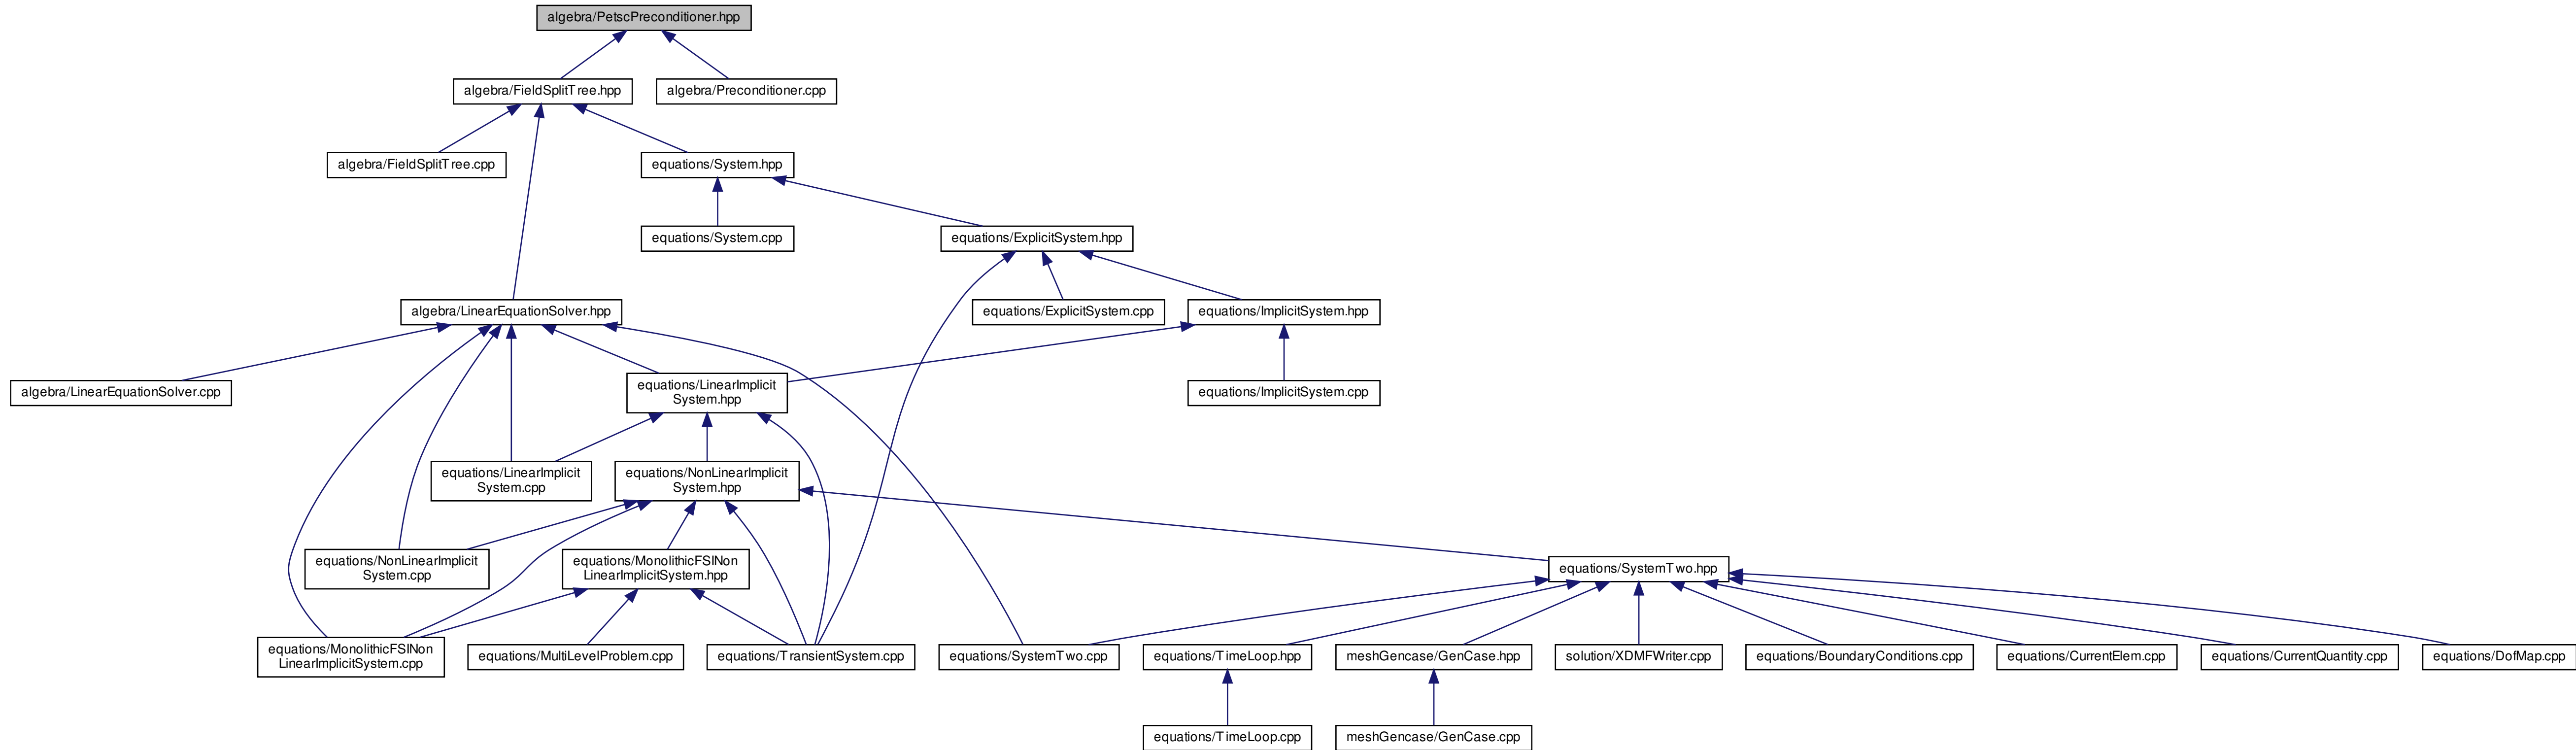 algebra/PetscPreconditioner.hpp
algebra/FieldSplitTree.hpp
algebra/Preconditioner.cpp
algebra/FieldSplitTree.cpp
equations/System.hpp
equations/System.cpp
equations/ExplicitSystem.hpp
algebra/LinearEquationSolver.hpp
equations/ExplicitSystem.cpp
equations/ImplicitSystem.hpp
algebra/LinearEquationSolver.cpp
equations/LinearImplicit
System.hpp
equations/ImplicitSystem.cpp
equations/LinearImplicit
System.cpp
equations/NonLinearImplicit
System.hpp
equations/NonLinearImplicit
System.cpp
equations/MonolithicFSINon
LinearImplicitSystem.hpp
equations/SystemTwo.hpp
equations/MonolithicFSINon
LinearImplicitSystem.cpp
equations/MultiLevelProblem.cpp
equations/TransientSystem.cpp
equations/SystemTwo.cpp
equations/TimeLoop.hpp
meshGencase/GenCase.hpp
solution/XDMFWriter.cpp
equations/BoundaryConditions.cpp
equations/CurrentElem.cpp
equations/CurrentQuantity.cpp
equations/DofMap.cpp
equations/TimeLoop.cpp
meshGencase/GenCase.cpp